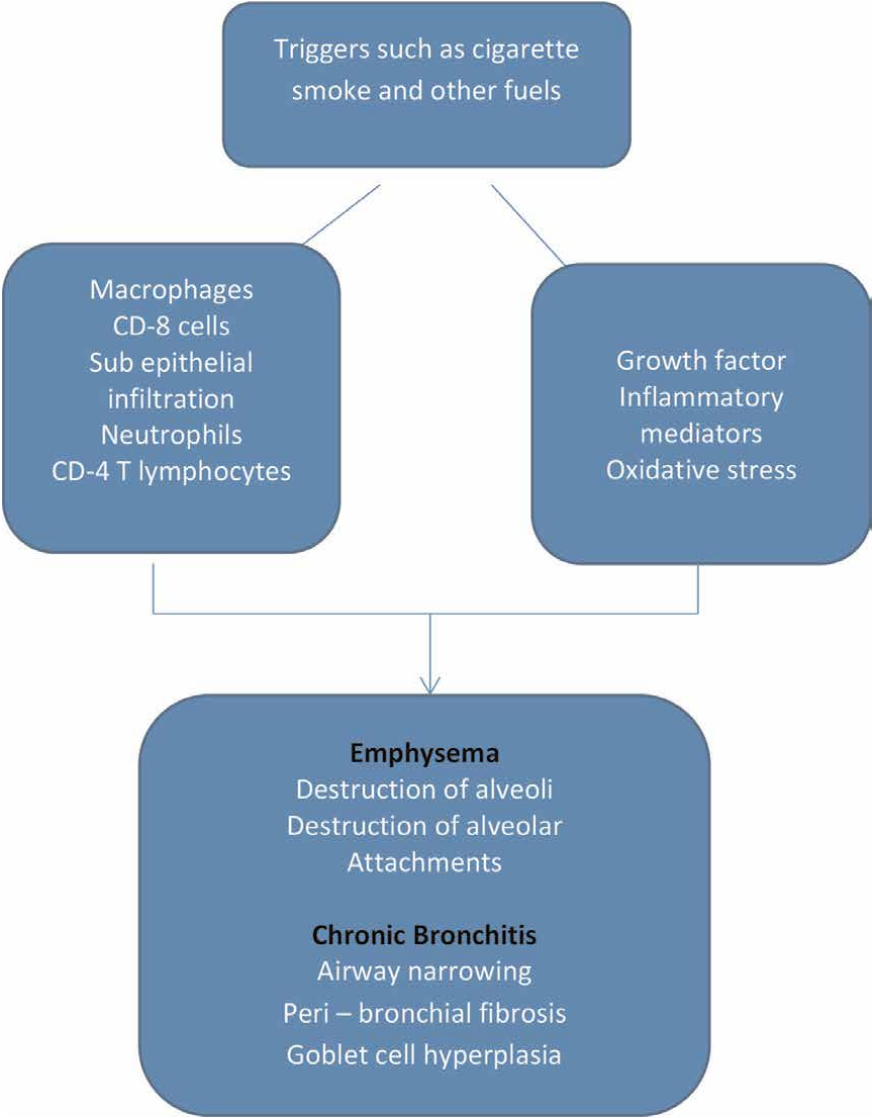 Triggers such as cigarette
smoke and other fuels
Macrophages
CD-8 cells
Sub epithelial
infiltration
Neutrophils
CD-4 T lymphocytes
Growth factor
Inflammatory
mediators
Oxidative stress
Emphysema
Destruction of alveoli
Destruction of alveolar
Attachments
Chronic Bronchitis
Airway narrowing
Peri – bronchial fibrosis
Goblet cell hyperplasia